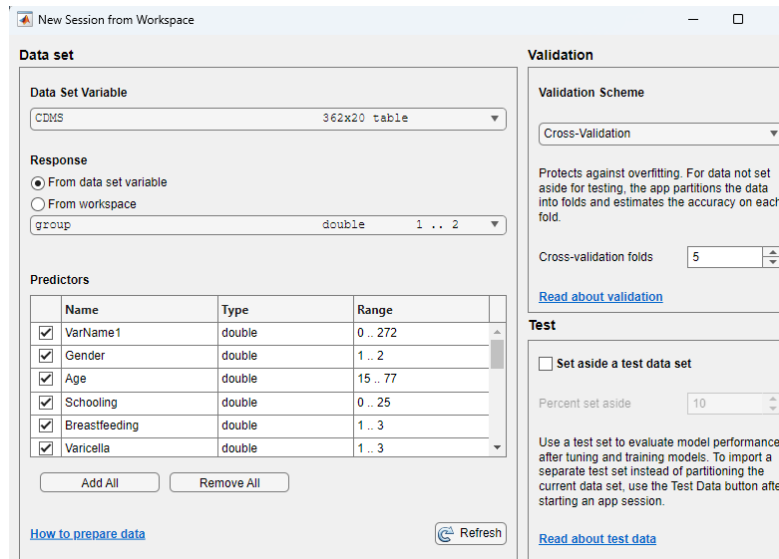 New Session from Workspace
Data set
Data Set Variable
CDMS 362x20 table
Response
From data set variable
From workspace
group double 1 .. 2
Predictors
Name Type Range
VarName1 double 0 .. 272
Gender double 1 .. 2
Age double 15 .. 77
Schooling double 0 .. 25
Breastfeeding double 1 .. 3
Varicella double 1 .. 3
Add All Remove All
How to prepare data Refresh
Validation
Validation Scheme
Cross-Validation
Protects against overfitting. For data not set
aside for testing, the app partitions the data
into folds and estimates the accuracy on each
fold.
Cross-validation folds 5
Read about validation
Test
Set aside a test data set
Percent set aside 10
Use a test set to evaluate model performance
after tuning and training models. To import a
separate test set instead of partitioning the
current data set, use the Test Data button afte
starting an app session.
Read about test data